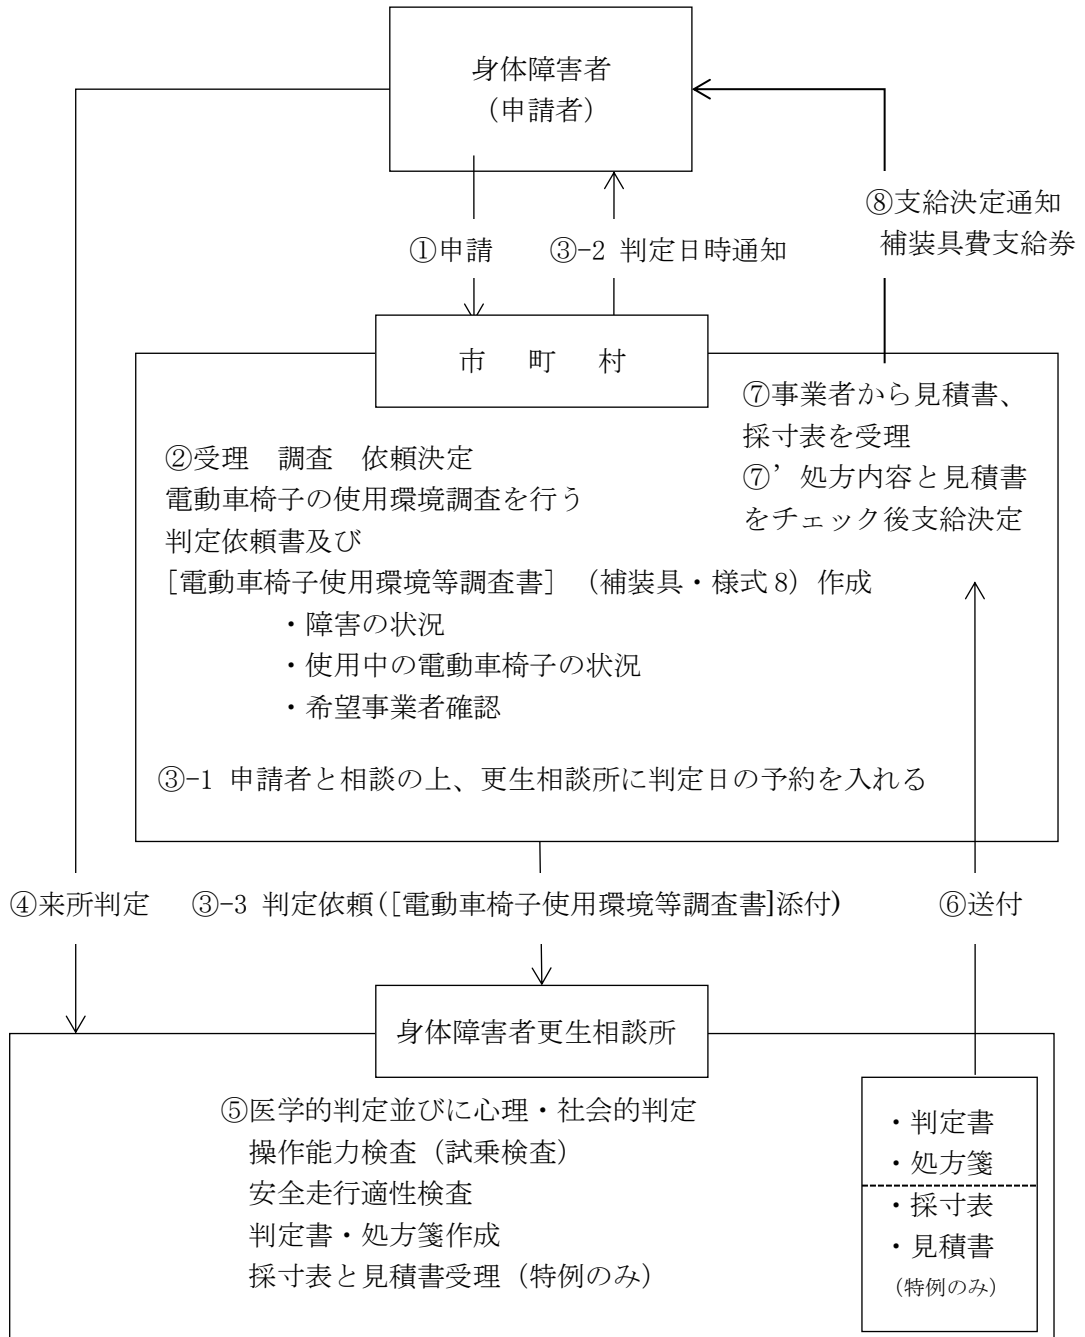 身体障害者
（申請者）
⑧支給決定通知
補装具費支給券
①申請
③-2 判定日時通知
市　町　村
⑦事業者から見積書、
採寸表を受理
⑦’処方内容と見積書
をチェック後支給決定
②受理　調査　依頼決定
電動車椅子の使用環境調査を行う
判定依頼書及び
［電動車椅子使用環境等調査書］（補装具・様式 8）作成
・障害の状況
・使用中の電動車椅子の状況
・希望事業者確認
③-1 申請者と相談の上、更生相談所に判定日の予約を入れる
④来所判定
③-3 判定依頼([電動車椅子使用環境等調査書]添付)
⑥送付
身体障害者更生相談所
⑤医学的判定並びに心理・社会的判定
操作能力検査（試乗検査）
安全走行適性検査
判定書・処方箋作成
採寸表と見積書受理（特例のみ）
・判定書
・処方箋
・採寸表
・見積書
（特例のみ）